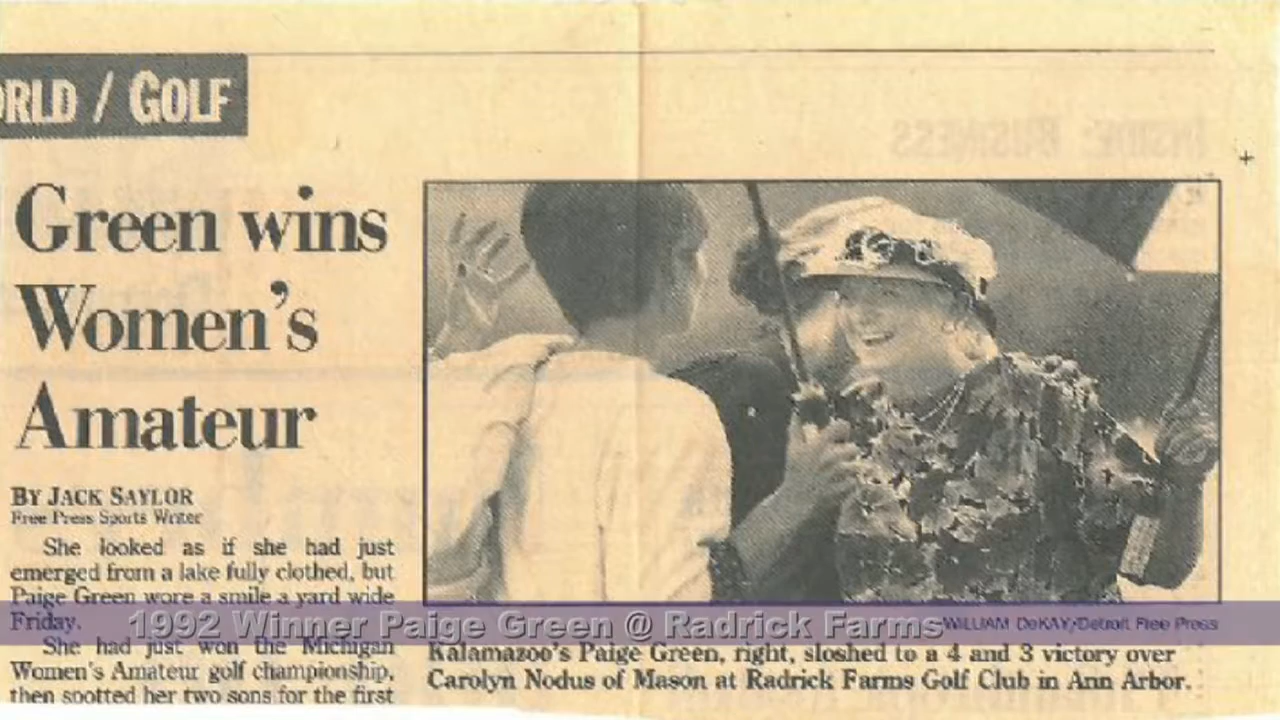 ORLD / GOLF
INSIDE: BUSINESS
Green wins
Women's
Amateur
BY JACK SAYLOR
Free Press Sports Writer
She looked as if she had just
emerged from a lake fully clothed, but
Paige Green wore a smile a yard wide
Friday.
She had just won the Michigan
Women's Amateur golf championship,
then spotted her two sons for the first
1992 Winner Paige Green @ Radrick Farms
WILLIAM DeKAY/Detroit Free Press
Kalamazoo's Paige Green, right, sloshed to a 4 and 3 victory over
Carolyn Nodus of Mason at Radrick Farms Golf Club in Ann Arbor.